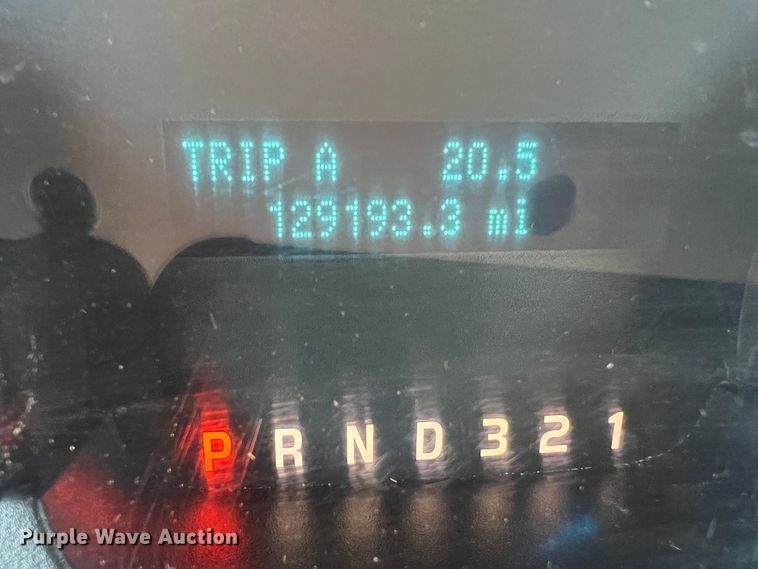 TRIP A 20.5
129193.3 mi
P R N D 3 2 1
Purple Wave Auction